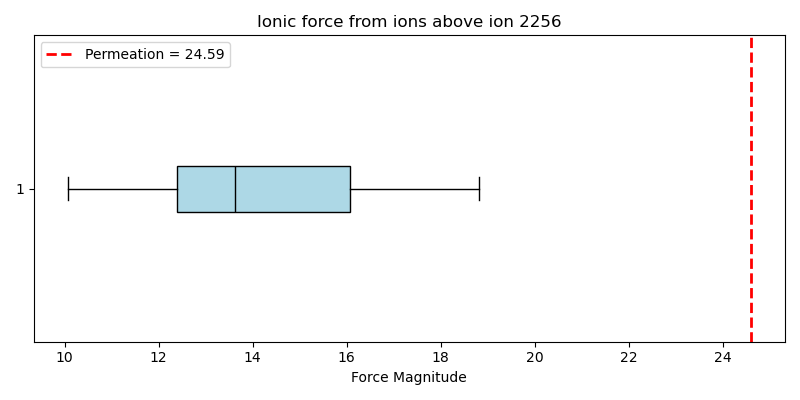 Ionic force from ions above ion 2256
Permeation = 24.59
1
10 12 14 16 18 20 22 24
Force Magnitude